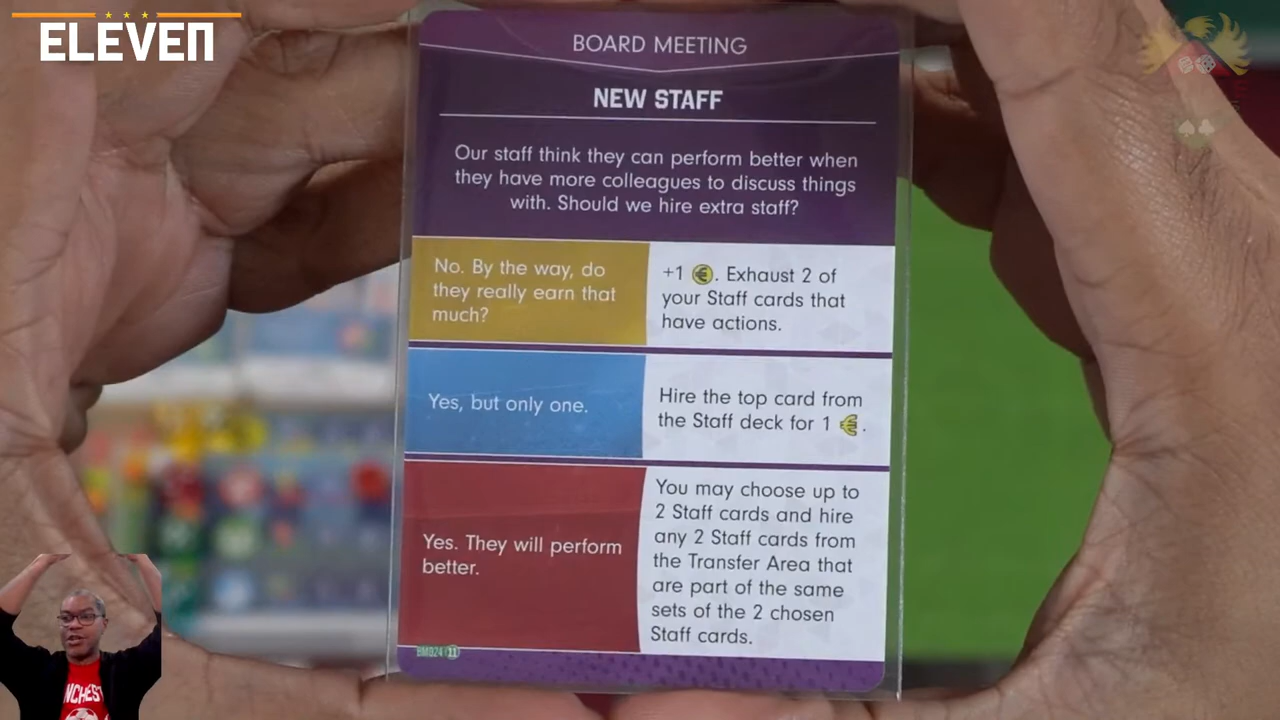 ELEVEN
BOARD MEETING
NEW STAFF
Our staff think they can perform better when
they have more colleagues to discuss things
with. Should we hire extra staff?
No. By the way, do
they really earn that
much?
+1 €. Exhaust 2 of
your Staff cards that
have actions.
Yes, but only one.
Hire the top card from
the Staff deck for 1 €.
Yes. They will perform
better.
You may choose up to
2 Staff cards and hire
any 2 Staff cards from
the Transfer Area that
are part of the same
sets of the 2 chosen
Staff cards.
BM024 11
NCHEST